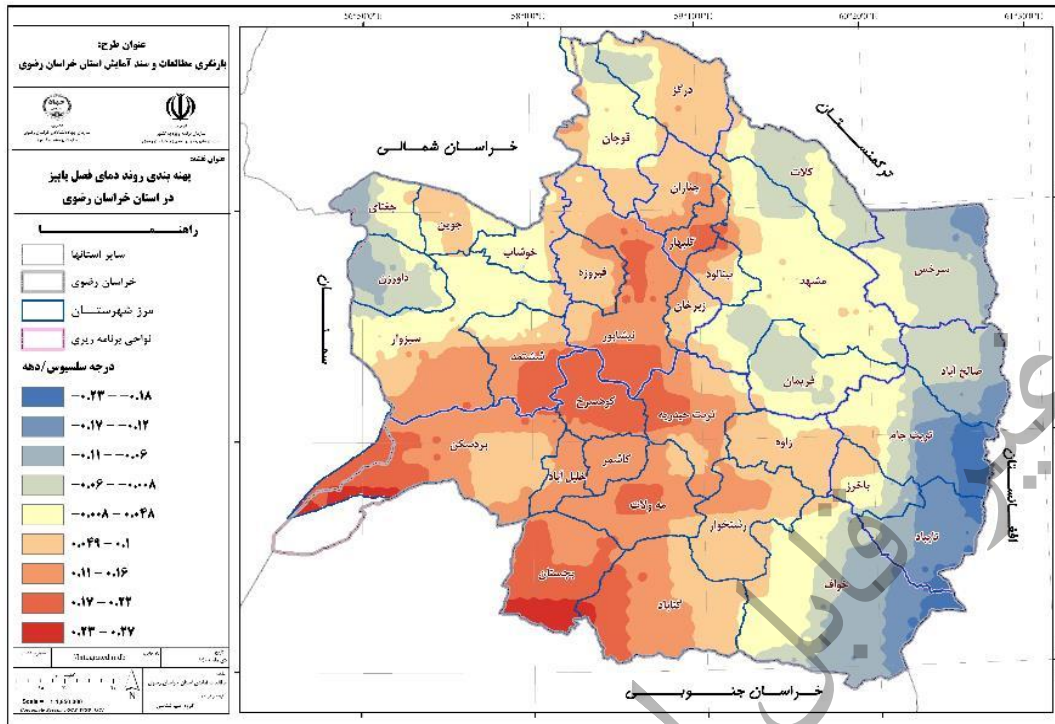 عنوان طرح:
بازنگری مطالعات و سند آمایش استان خراسان رضوی
عنوان نقشه:
پهنه بندی روند دمای فصل پاییز
در استان خراسان رضوی
راهنمـــا
سایر استانها
خراسان رضوی
مرز شهرستان
نواحی برنامه ریزی
درجه سلسیوس/دهه
-۰.۲۳ - -۰.۱۸
-۰.۱۷ - -۰.۱۲
-۰.۱۱ - -۰.۰۶
-۰.۰۶ - -۰.۰۰۸
-۰.۰۰۸ - ۰.۰۴۸
۰.۰۴۹ - ۰.۱
۰.۱۱ - ۰.۱۶
۰.۱۷ - ۰.۲۲
۰.۲۳ - ۰.۲۷
N
خراسان شمالی
ترکمنستان
سمنان
افغانستان
خراسان جنوبی
درگز
قوچان
کلات
چناران
جغتای
جوین
گلبهار
خوشاب
فیروزه
بینالود
سرخس
داورزن
مشهد
زبرخان
سبزوار
نیشابور
ششتمد
صالح آباد
فریمان
کوهسرخ
تربت حیدریه
بردسکن
زاوه
تربت جام
کاشمر
خلیل آباد
باخرز
مه ولات
رشتخوار
تایباد
بجستان
خواف
گناباد